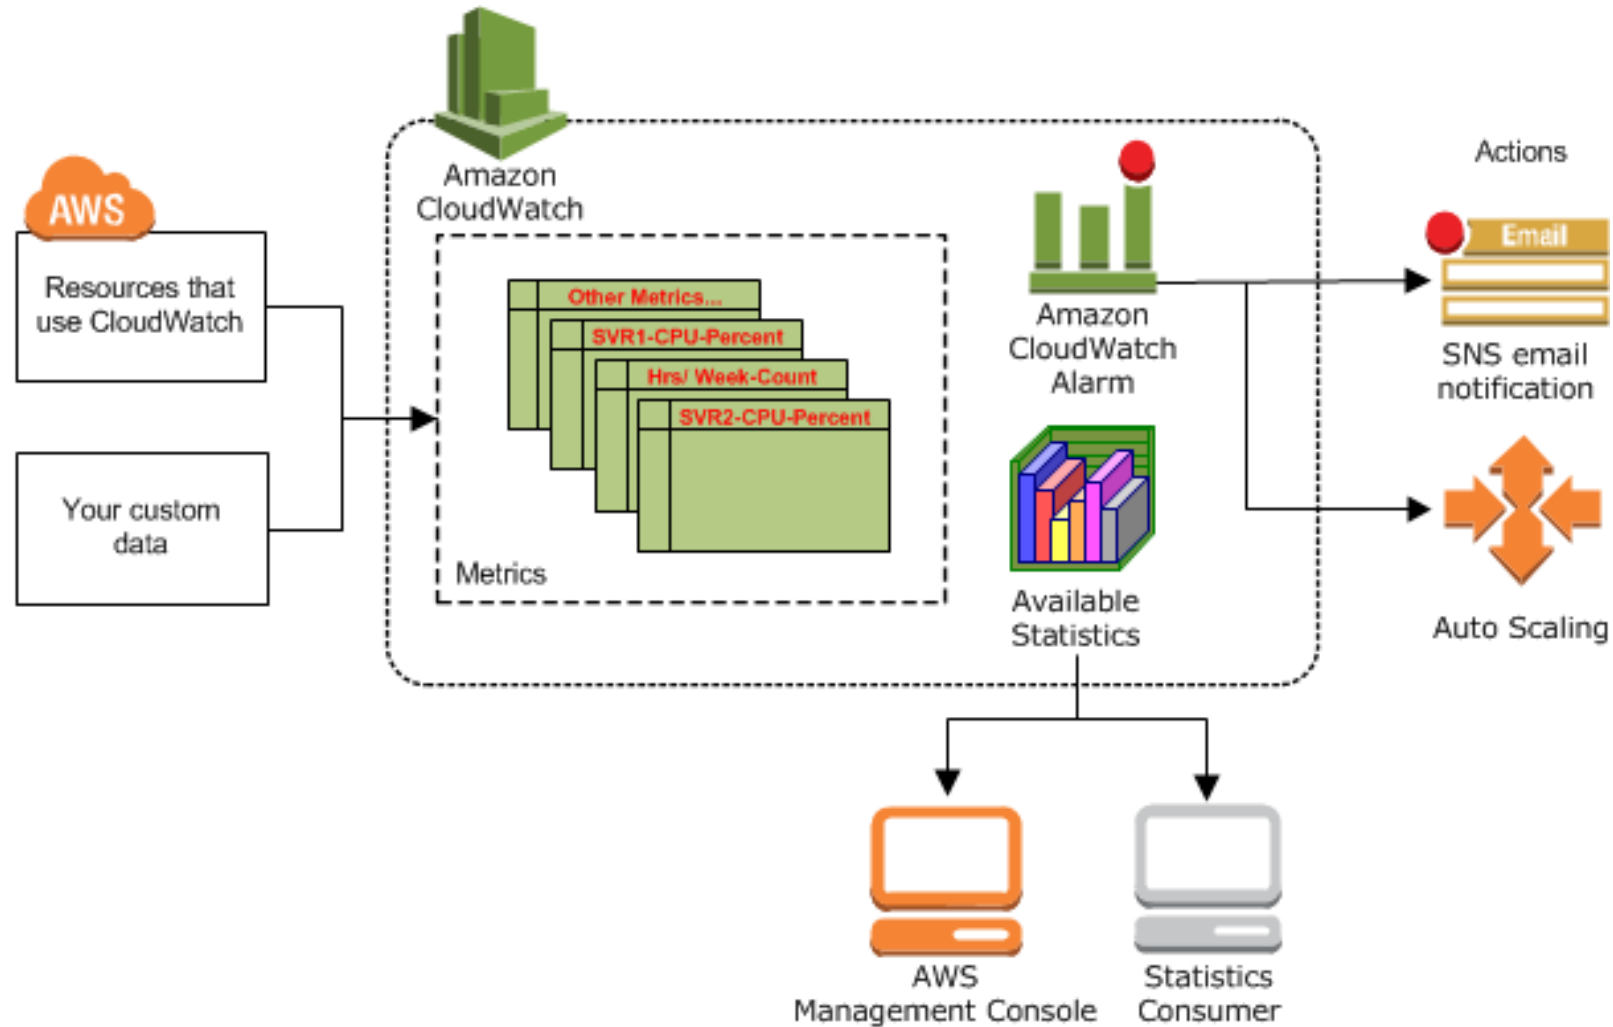 Amazon
CloudWatch
AWS
Resources that
use CloudWatch
Your custom
data
Other Metrics...
SVR1-CPU-Percent
Hrs/ Week-Count
SVR2-CPU-Percent
Metrics
Amazon
CloudWatch
Alarm
Available
Statistics
Actions
Email
SNS email
notification
Auto Scaling
AWS
Management Console
Statistics
Consumer